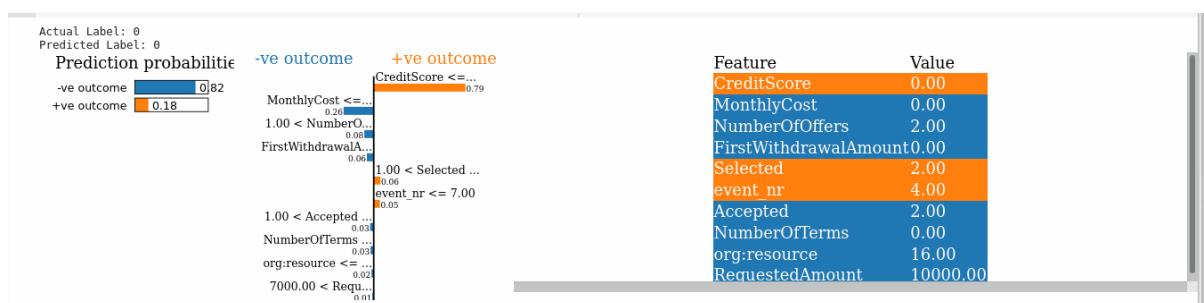 Actual Label: 0
Predicted Label: 0
Prediction probabilitie
-ve outcome 0.82
+ve outcome 0.18
-ve outcome +ve outcome
CreditScore <=...
0.79
MonthlyCost <=...
0.26
1.00 < NumberO...
0.08
FirstWithdrawalA...
0.06
1.00 < Selected ...
0.06
event_nr <= 7.00
0.05
1.00 < Accepted ...
0.03
NumberOfTerms ...
0.03
org:resource <= ...
0.02
7000.00 < Requ...
0.01
Feature Value
CreditScore 0.00
MonthlyCost 0.00
NumberOfOffers 2.00
FirstWithdrawalAmount 0.00
Selected 2.00
event_nr 4.00
Accepted 2.00
NumberOfTerms 0.00
org:resource 16.00
RequestedAmount 10000.00